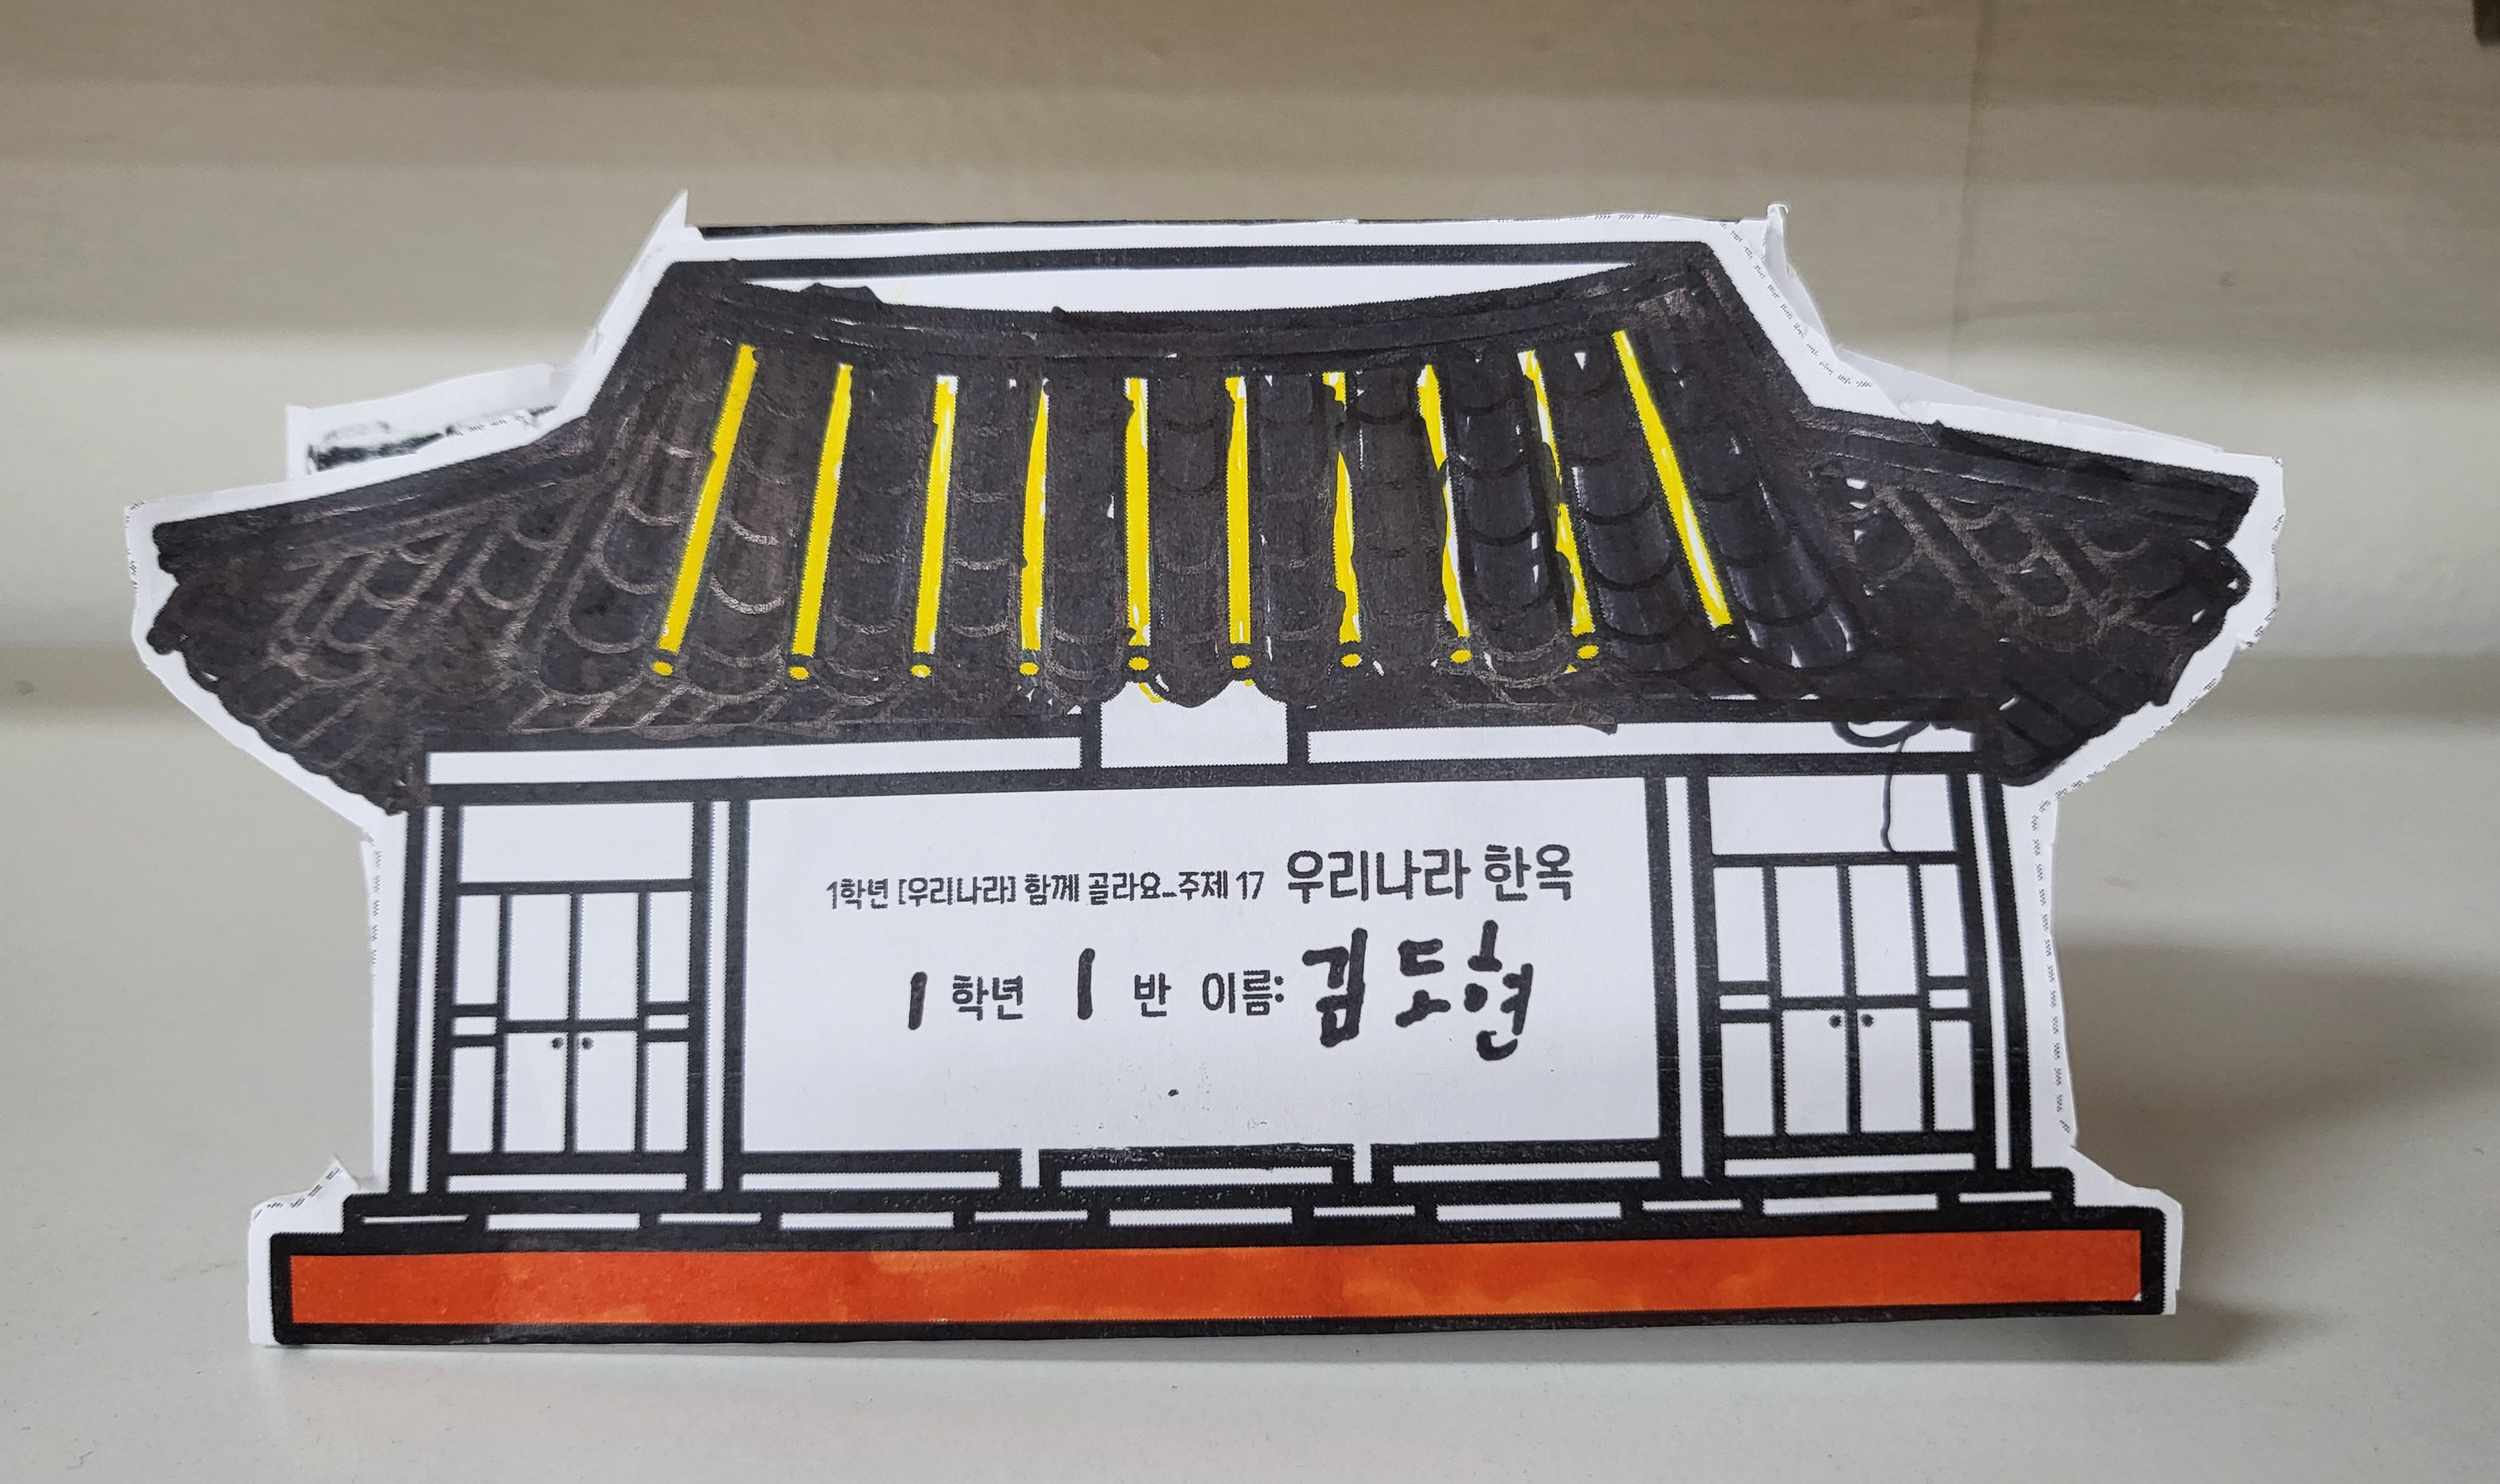 1학년 [우리나라] 함께 골라요_주제 17 우리나라 한옥
1 학년 1 반 이름: 김도현